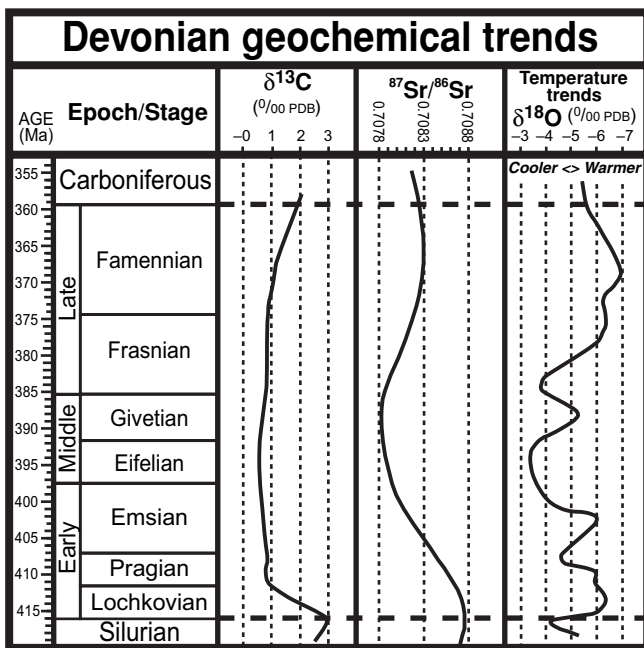 Devonian geochemical trends
AGE
(Ma)
Epoch/Stage
δ¹³C
(⁰/00 PDB)
–0 1 2 3
⁸⁷Sr/⁸⁶Sr
0.7078 0.7083 0.7088
Temperature
trends
δ¹⁸O (⁰/00 PDB)
–3 –4 –5 –6 –7
Cooler <> Warmer
355
360
365
370
375
380
385
390
395
400
405
410
415
Late
Middle
Early
Carboniferous
Famennian
Frasnian
Givetian
Eifelian
Emsian
Pragian
Lochkovian
Silurian